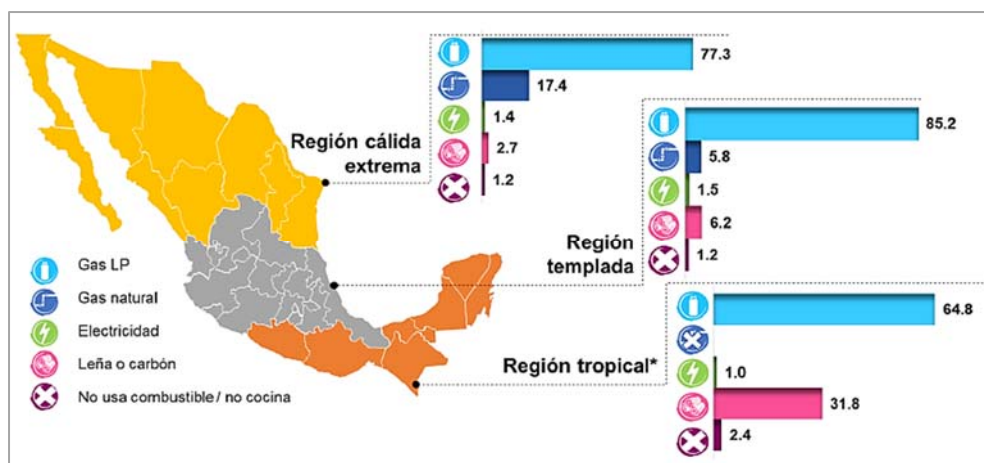 77.3
17.4
1.4
2.7
1.2
Región cálida
extrema
85.2
5.8
1.5
6.2
1.2
Región
templada
64.8
1.0
31.8
2.4
Región tropical*
Gas LP
Gas natural
Electricidad
Leña o carbón
No usa combustible / no cocina